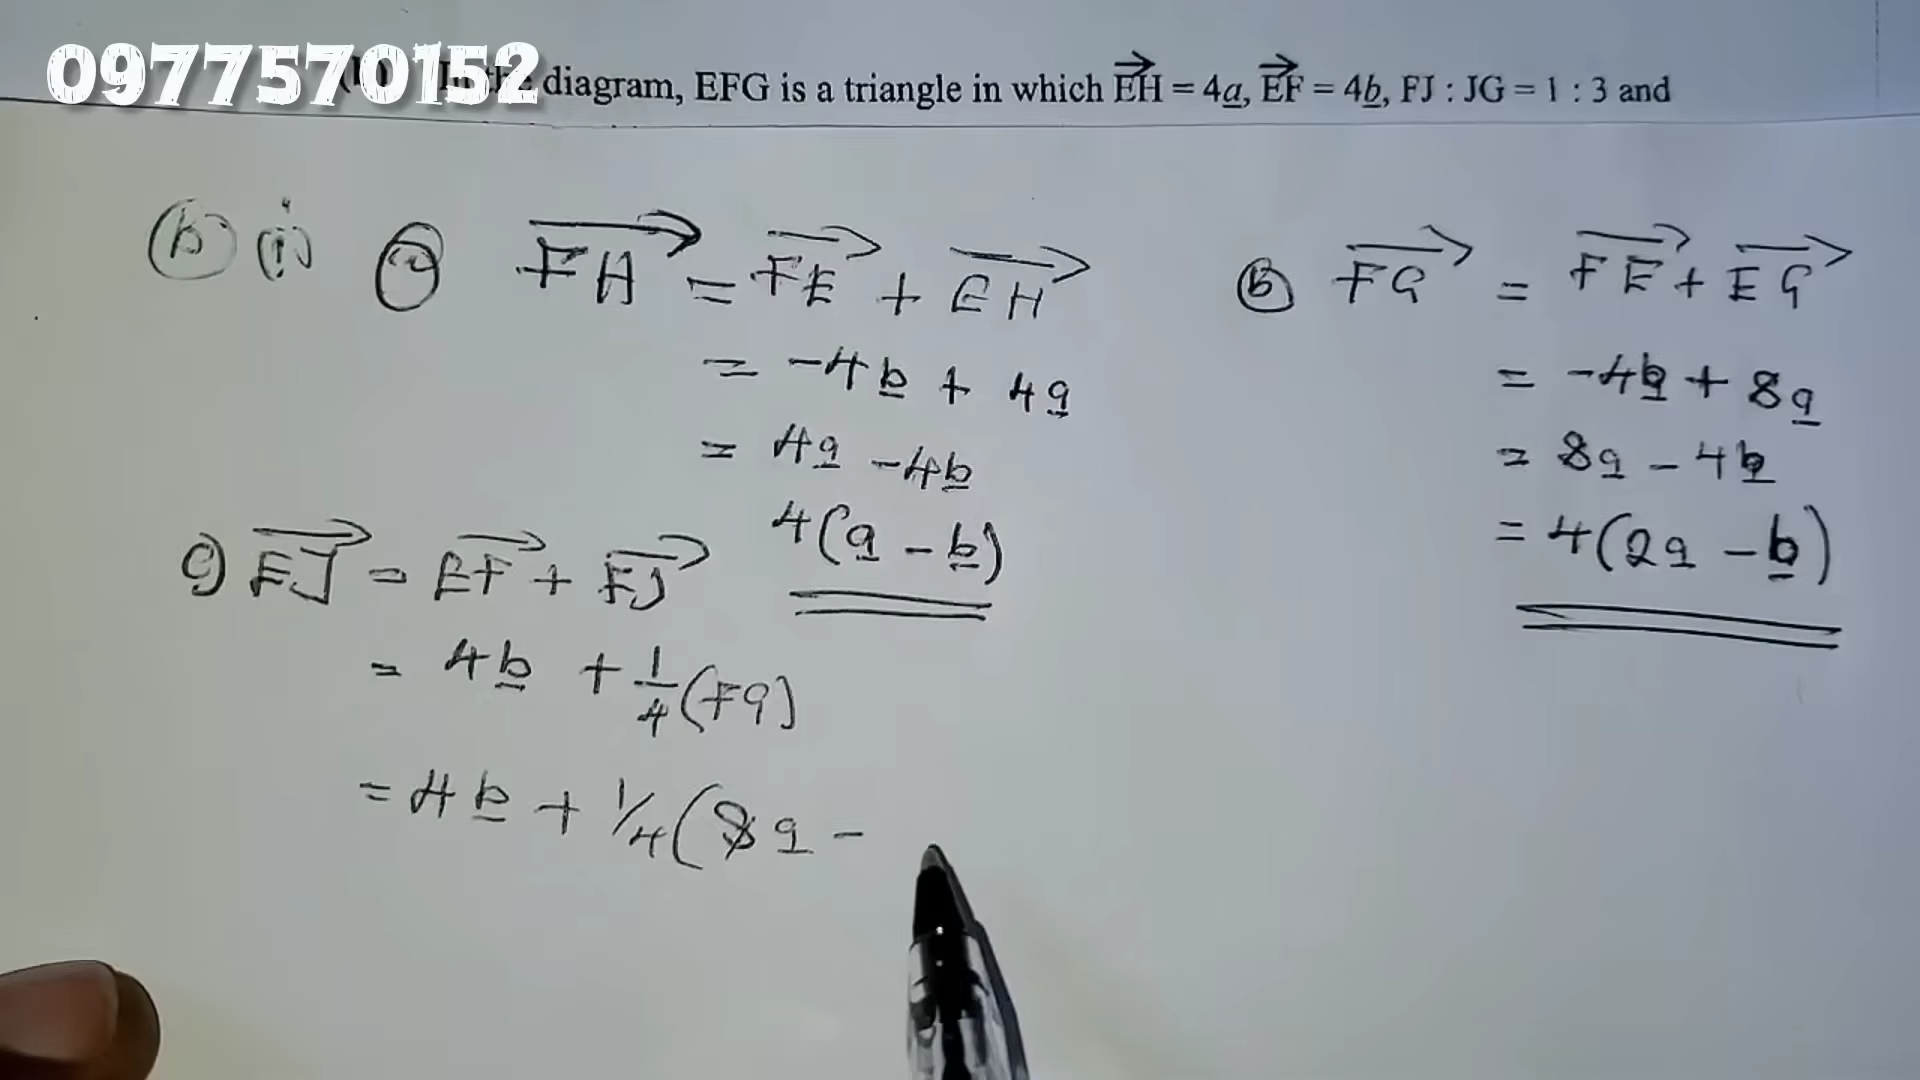 0977570152
the diagram, EFG is a triangle in which EH = 4a, EF = 4b, FJ : JG = 1 : 3 and
(b) (i) (a) FH = FE + EH
= -4b + 4a
= 4a - 4b
4(a - b)
(b) FG = FE + EG
= -4b + 8a
= 8a - 4b
= 4(2a - b)
c) EJ = EF + FJ
= 4b + 1/4(FG)
= 4b + 1/4(8a -